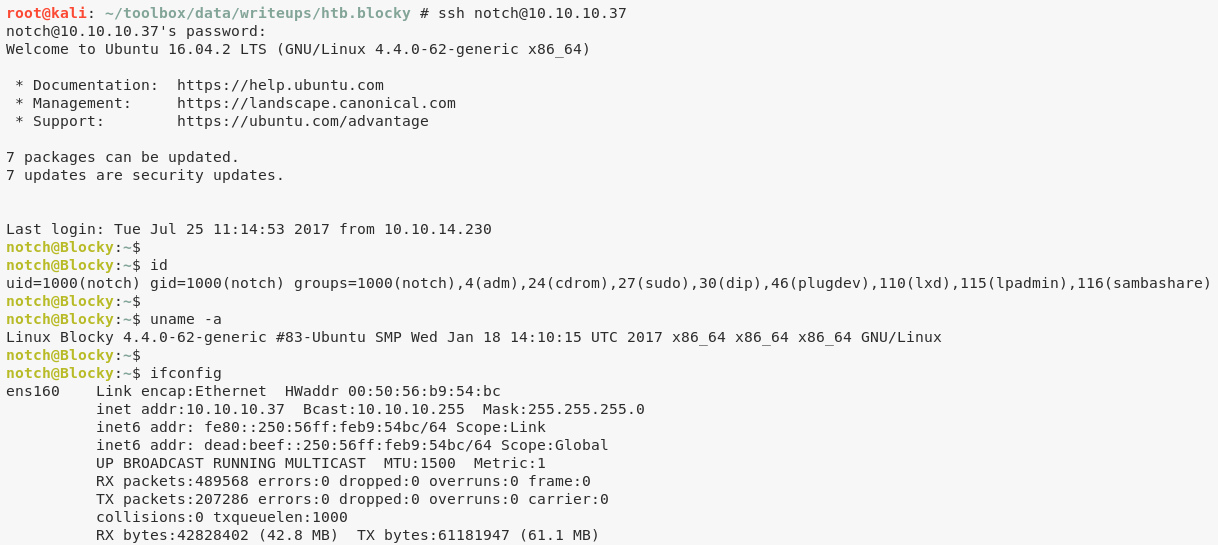 root@kali: ~/toolbox/data/writeups/htb.blocky # ssh notch@10.10.10.37
notch@10.10.10.37's password:
Welcome to Ubuntu 16.04.2 LTS (GNU/Linux 4.4.0-62-generic x86_64)
 * Documentation:  https://help.ubuntu.com
 * Management:     https://landscape.canonical.com
 * Support:        https://ubuntu.com/advantage
7 packages can be updated.
7 updates are security updates.
Last login: Tue Jul 25 11:14:53 2017 from 10.10.14.230
notch@Blocky:~$
notch@Blocky:~$ id
uid=1000(notch) gid=1000(notch) groups=1000(notch),4(adm),24(cdrom),27(sudo),30(dip),46(plugdev),110(lxd),115(lpadmin),116(sambashare)
notch@Blocky:~$
notch@Blocky:~$ uname -a
Linux Blocky 4.4.0-62-generic #83-Ubuntu SMP Wed Jan 18 14:10:15 UTC 2017 x86_64 x86_64 x86_64 GNU/Linux
notch@Blocky:~$
notch@Blocky:~$ ifconfig
ens160    Link encap:Ethernet  HWaddr 00:50:56:b9:54:bc
          inet addr:10.10.10.37  Bcast:10.10.10.255  Mask:255.255.255.0
          inet6 addr: fe80::250:56ff:feb9:54bc/64 Scope:Link
          inet6 addr: dead:beef::250:56ff:feb9:54bc/64 Scope:Global
          UP BROADCAST RUNNING MULTICAST  MTU:1500  Metric:1
          RX packets:489568 errors:0 dropped:0 overruns:0 frame:0
          TX packets:207286 errors:0 dropped:0 overruns:0 carrier:0
          collisions:0 txqueuelen:1000
          RX bytes:42828402 (42.8 MB)  TX bytes:61181947 (61.1 MB)